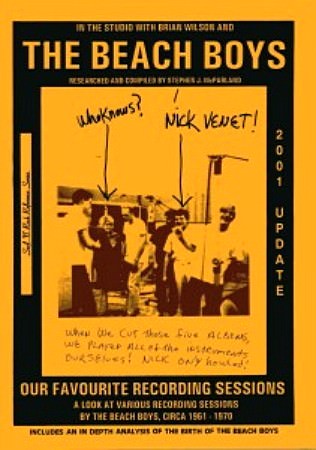 IN THE STUDIO WITH BRIAN WILSON AND
THE BEACH BOYS
RESEARCHED AND COMPILED BY STEPHEN J. McPARLAND
Who Knows?
NICK VENET!
2001 UPDATE
When We CUT those five ALBUMS,
We PLAYED ALL of the INSTRUMENTS
OURSELVES! NICK ONLY howled!
OUR FAVOURITE RECORDING SESSIONS
A LOOK AT VARIOUS RECORDING SESSIONS
BY THE BEACH BOYS, CIRCA 1961 - 1970
INCLUDES AN IN DEPTH ANALYSIS OF THE BIRTH OF THE BEACH BOYS